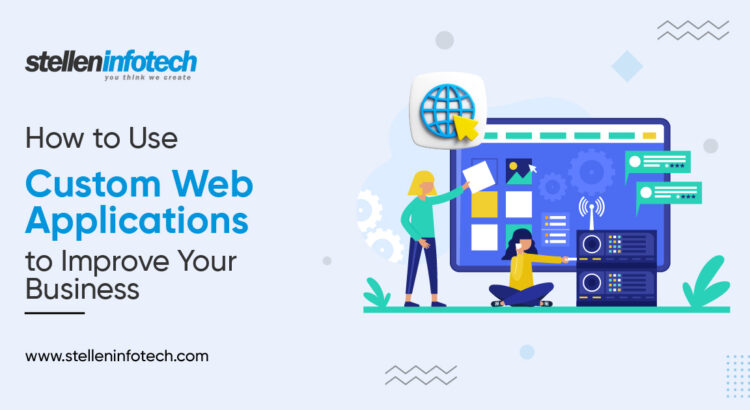 stelleninfotech
you think we create
How to Use
Custom Web
Applications
to Improve Your
Business
www.stelleninfotech.com